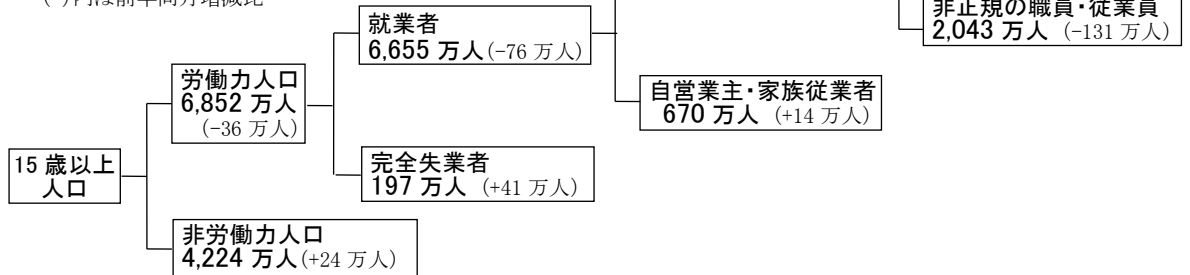 ( )内は前年同月増減比
就業者
6,655 万人(-76 万人)
非正規の職員・従業員
2,043 万人 (-131 万人)
労働力人口
6,852 万人
(-36 万人)
自営業主・家族従業者
670 万人 (+14 万人)
15 歳以上
人口
完全失業者
197 万人 (+41 万人)
非労働力人口
4,224 万人(+24 万人)